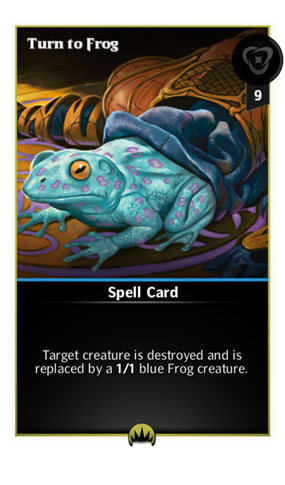 Turn to Frog
9
Spell Card
Target creature is destroyed and is
replaced by a 1/1 blue Frog creature.